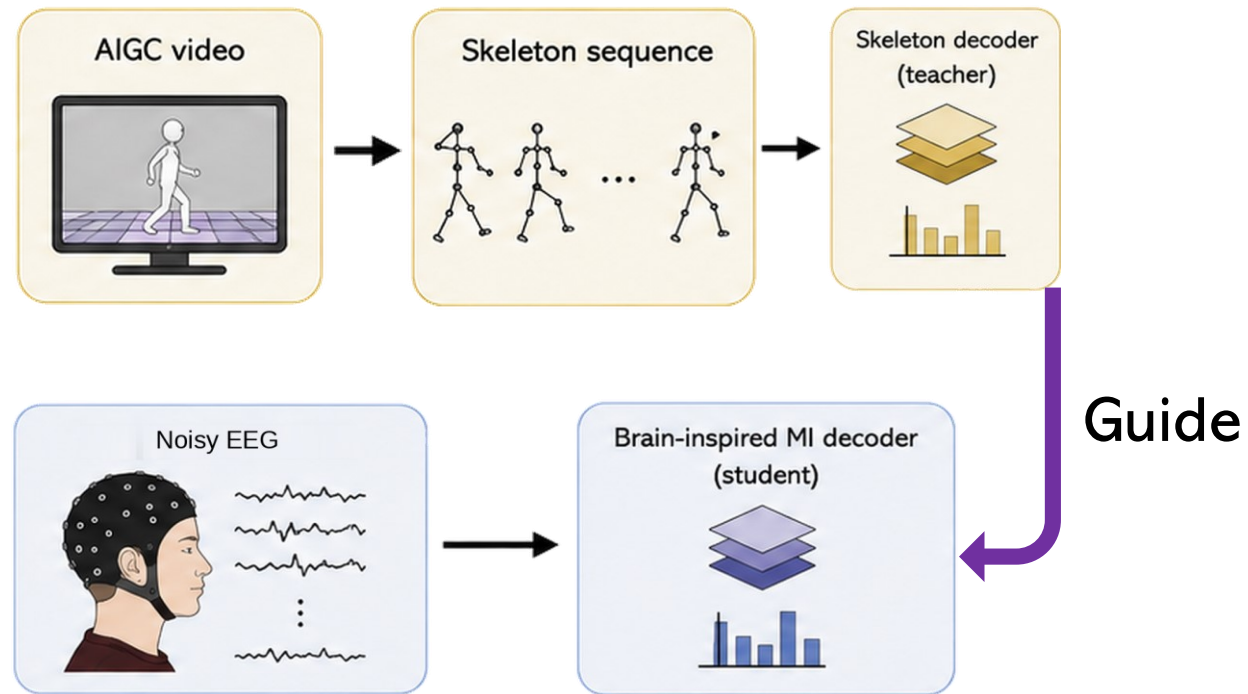 AIGC video
Skeleton sequence
Skeleton decoder
(teacher)
Guide
Noisy EEG
Brain-inspired MI decoder
(student)